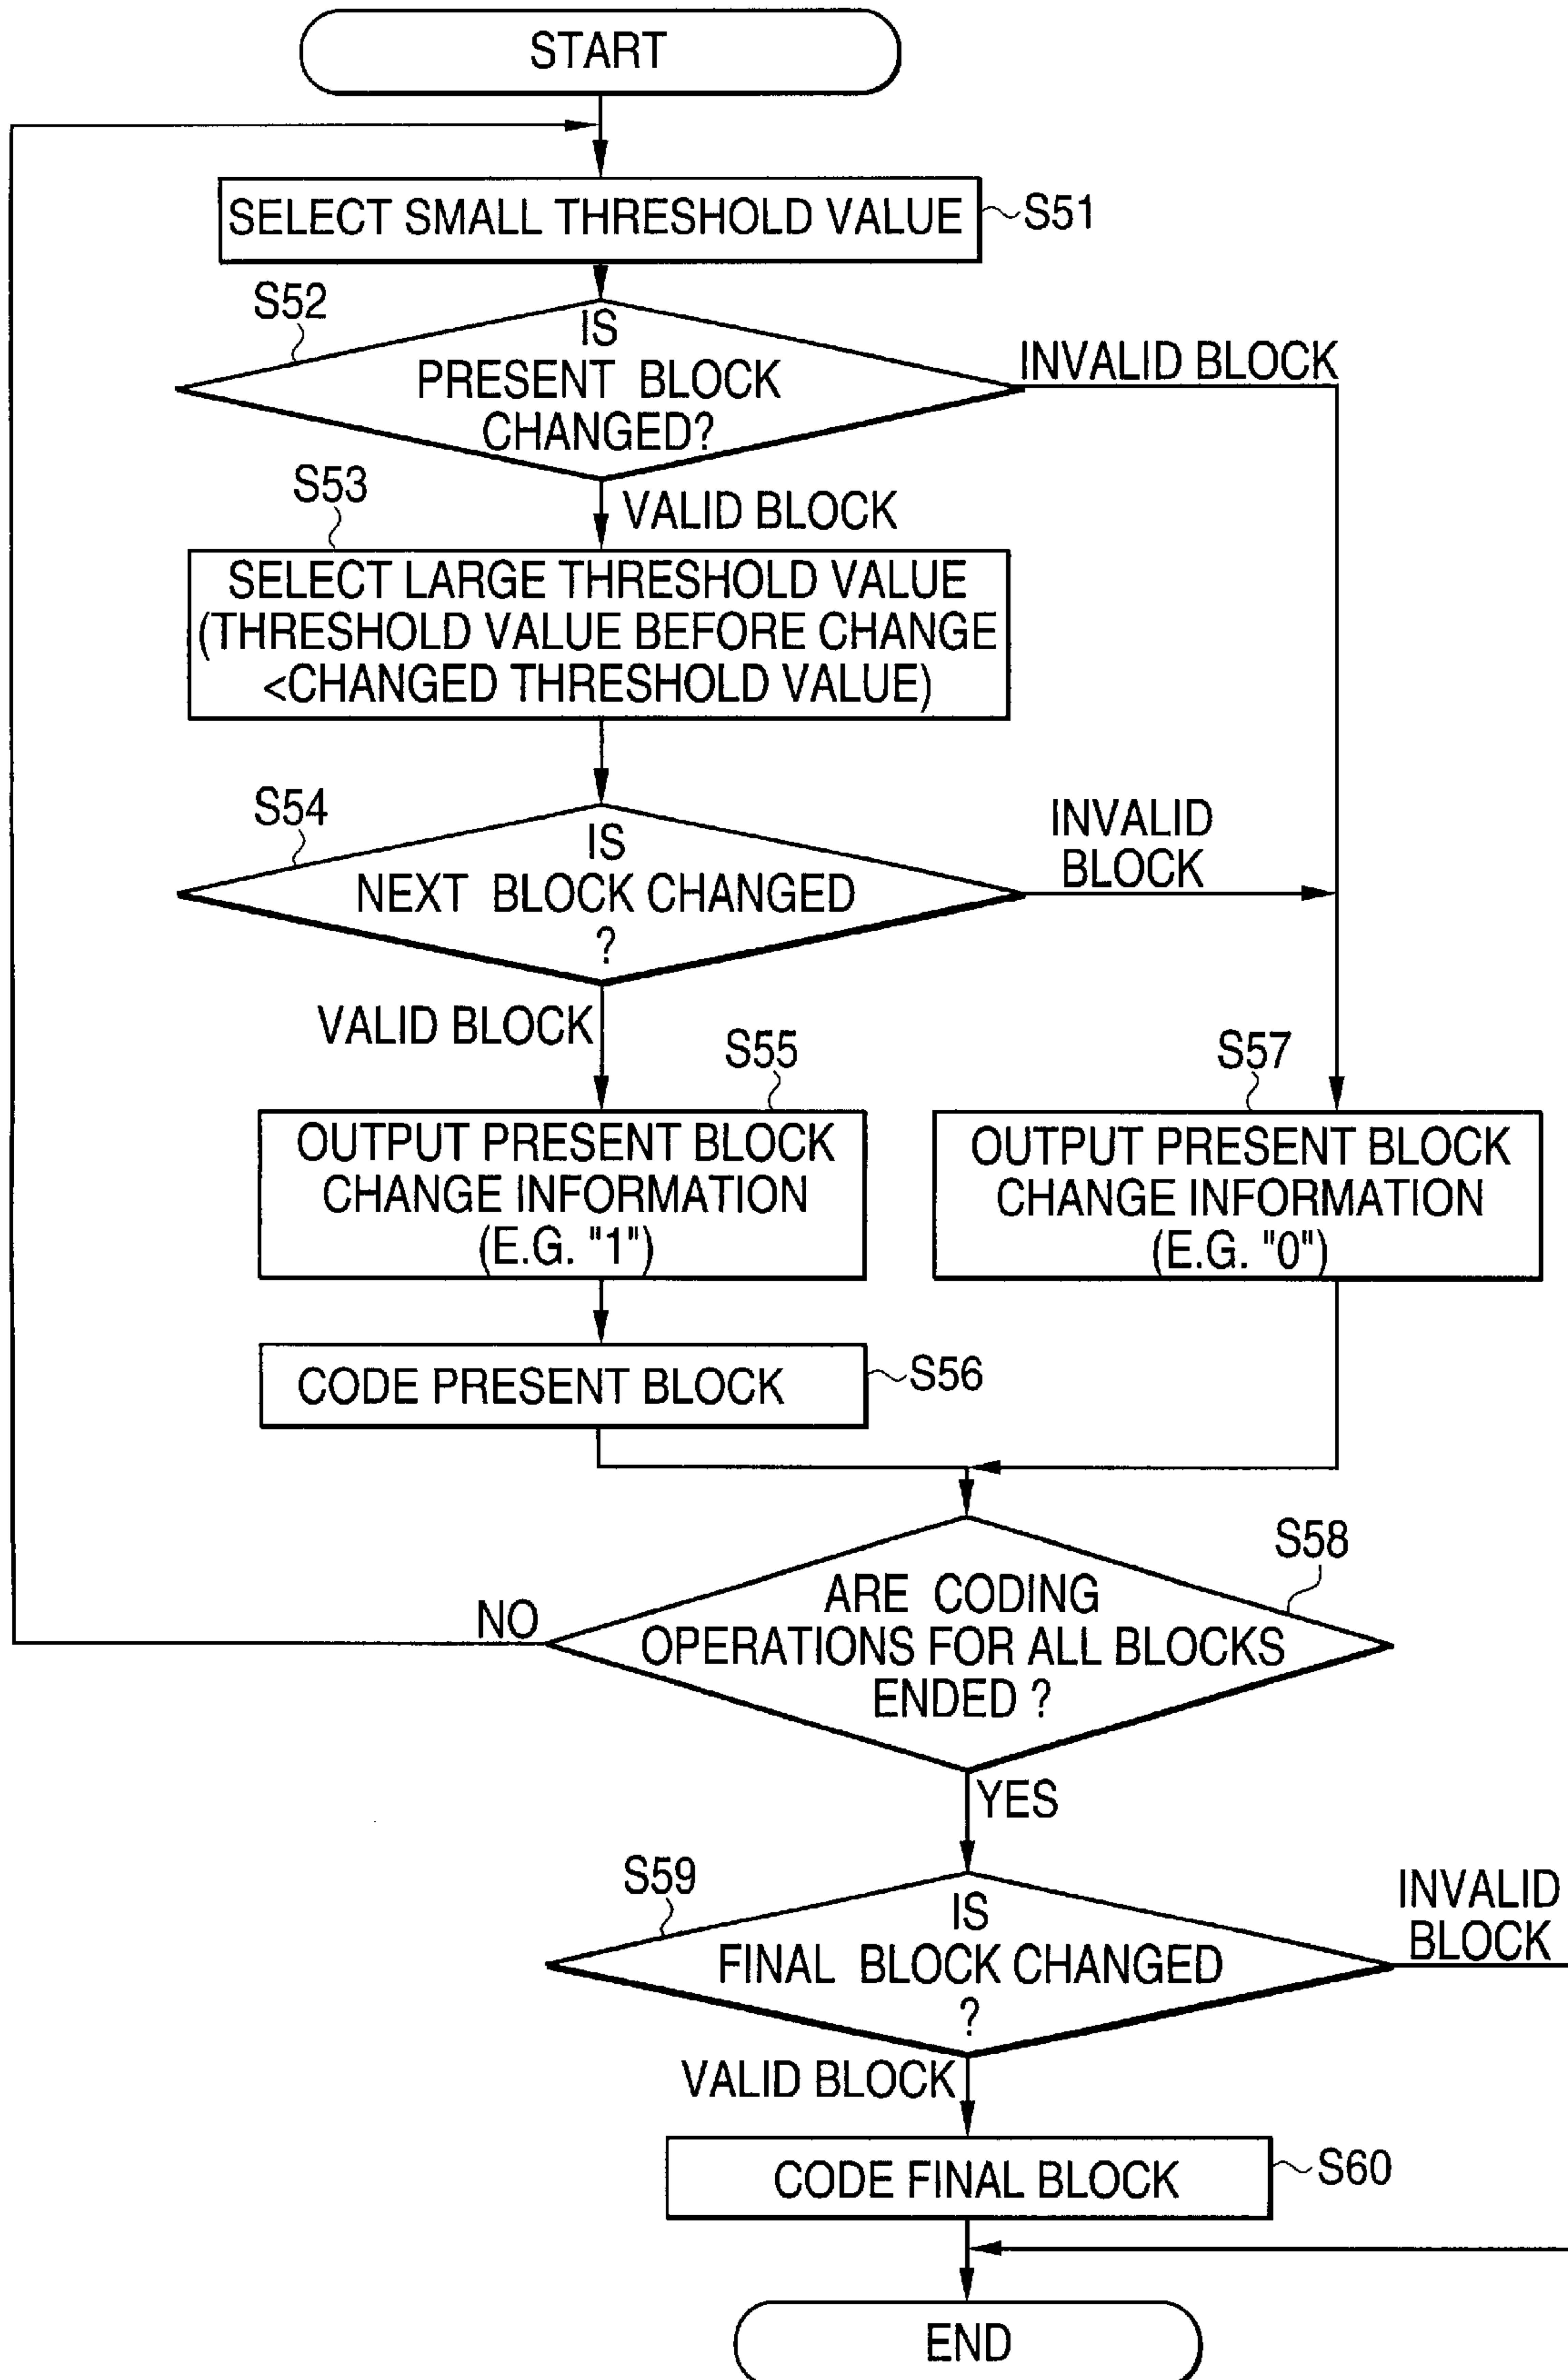 START
SELECT SMALL THRESHOLD VALUE
S51
S52
IS
PRESENT BLOCK
CHANGED?
INVALID BLOCK
S53
VALID BLOCK
SELECT LARGE THRESHOLD VALUE
(THRESHOLD VALUE BEFORE CHANGE
<CHANGED THRESHOLD VALUE)
S54
IS
NEXT BLOCK CHANGED
?
INVALID
BLOCK
VALID BLOCK
S55
S57
OUTPUT PRESENT BLOCK
CHANGE INFORMATION
(E.G. "1")
OUTPUT PRESENT BLOCK
CHANGE INFORMATION
(E.G. "0")
CODE PRESENT BLOCK
S56
S58
ARE CODING
OPERATIONS FOR ALL BLOCKS
ENDED ?
NO
YES
S59
IS
FINAL BLOCK CHANGED
?
INVALID
BLOCK
VALID BLOCK
CODE FINAL BLOCK
S60
END